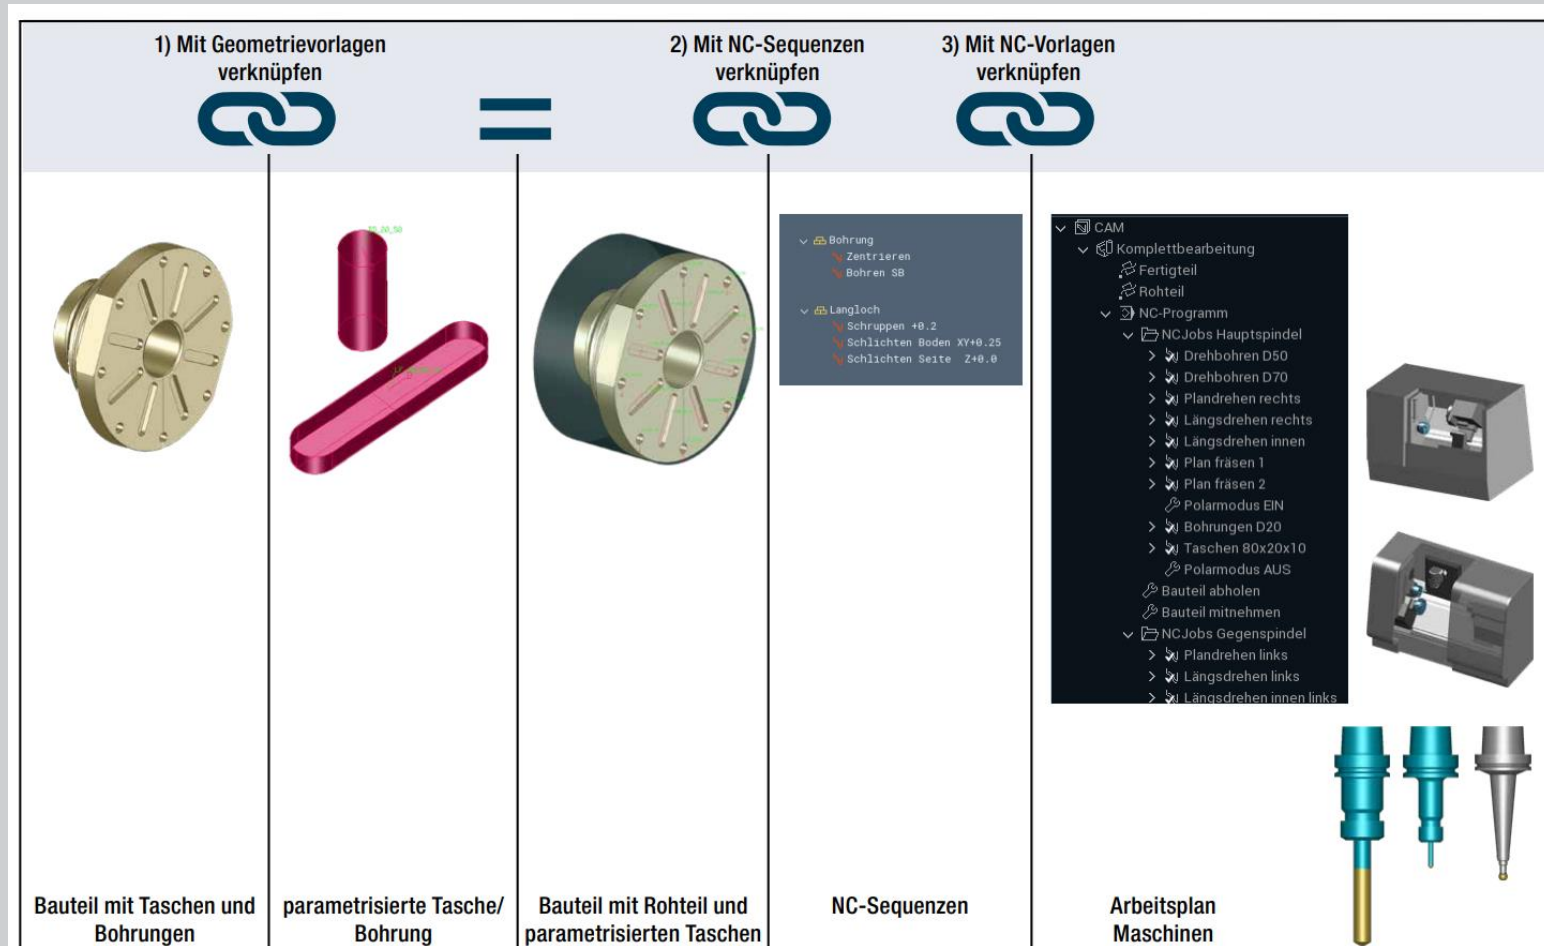 1) Mit Geometrievorlagen
verknüpfen
2) Mit NC-Sequenzen
verknüpfen
3) Mit NC-Vorlagen
verknüpfen
Bohrung
Zentrieren
Bohren SB
Langloch
Schruppen +0.2
Schlichten Boden XY+0.25
Schlichten Seite Z+0.0
CAM
Komplettbearbeitung
Fertigteil
Rohteil
NC-Programm
NCJobs Hauptspindel
Drehbohren D50
Drehbohren D70
Plandrehen rechts
Längsdrehen rechts
Längsdrehen innen
Plan fräsen 1
Plan fräsen 2
Polarmodus EIN
Bohrungen D20
Taschen 80x20x10
Polarmodus AUS
Bauteil abholen
Bauteil mitnehmen
NCJobs Gegenspindel
Plandrehen links
Längsdrehen links
Längsdrehen innen links
Bauteil mit Taschen und
Bohrungen
parametrisierte Tasche/
Bohrung
Bauteil mit Rohteil und
parametrisierten Taschen
NC-Sequenzen
Arbeitsplan
Maschinen